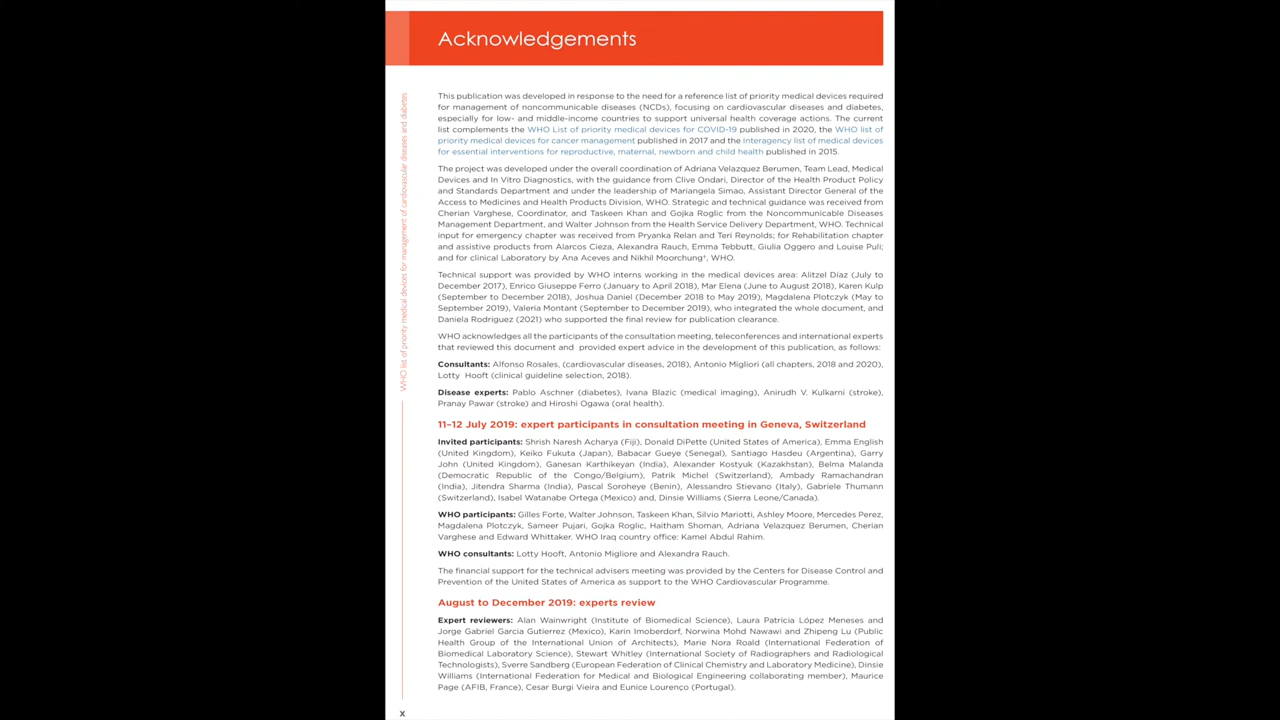 Acknowledgements
This publication was developed in response to the need for a reference list of priority medical devices required
for management of noncommunicable diseases (NCDs), focusing on cardiovascular diseases and diabetes,
especially for low- and middle-income countries to support universal health coverage actions. The current
list complements the WHO List of priority medical devices for COVID-19 published in 2020, the WHO list of
priority medical devices for cancer management published in 2017 and the Interagency list of medical devices
for essential interventions for reproductive, maternal, newborn and child health published in 2015.
The project was developed under the overall coordination of Adriana Velazquez Berumen, Team Lead, Medical
Devices and In Vitro Diagnostics, with the guidance from Clive Ondari, Director of the Health Product Policy
and Standards Department and under the leadership of Mariangela Simao, Assistant Director General of the
Access to Medicines and Health Products Division, WHO. Strategic and technical guidance was received from
Cherian Varghese, Coordinator, and Taskeen Khan and Gojka Roglic from the Noncommunicable Diseases
Management Department, and Walter Johnson from the Health Service Delivery Department, WHO. Technical
input for emergency chapter was received from Pryanka Relan and Teri Reynolds; for Rehabilitation chapter
and assistive products from Alarcos Cieza, Alexandra Rauch, Emma Tebbutt, Giulia Oggero and Louise Puli;
and for clinical Laboratory by Ana Aceves and Nikhil Moorchung†, WHO.
Technical support was provided by WHO interns working in the medical devices area: Alitzel Díaz (July to
December 2017), Enrico Giuseppe Ferro (January to April 2018), Mar Elena (June to August 2018), Karen Kulp
(September to December 2018), Joshua Daniel (December 2018 to May 2019), Magdalena Plotczyk (May to
September 2019), Valeria Montant (September to December 2019), who integrated the whole document, and
Daniela Rodriguez (2021) who supported the final review for publication clearance.
WHO acknowledges all the participants of the consultation meeting, teleconferences and international experts
that reviewed this document and provided expert advice in the development of this publication, as follows:
Consultants: Alfonso Rosales, (cardiovascular diseases, 2018), Antonio Migliori (all chapters, 2018 and 2020),
Lotty Hooft (clinical guideline selection, 2018).
Disease experts: Pablo Aschner (diabetes), Ivana Blazic (medical imaging), Anirudh V. Kulkarni (stroke),
Pranay Pawar (stroke) and Hiroshi Ogawa (oral health).
11–12 July 2019: expert participants in consultation meeting in Geneva, Switzerland
Invited participants: Shrish Naresh Acharya (Fiji), Donald DiPette (United States of America), Emma English
(United Kingdom), Keiko Fukuta (Japan), Babacar Gueye (Senegal), Santiago Hasdeu (Argentina), Garry
John (United Kingdom), Ganesan Karthikeyan (India), Alexander Kostyuk (Kazakhstan), Belma Malanda
(Democratic Republic of the Congo/Belgium), Patrik Michel (Switzerland), Ambady Ramachandran
(India), Jitendra Sharma (India), Pascal Soroheye (Benin), Alessandro Stievano (Italy), Gabriele Thumann
(Switzerland), Isabel Watanabe Ortega (Mexico) and, Dinsie Williams (Sierra Leone/Canada).
WHO participants: Gilles Forte, Walter Johnson, Taskeen Khan, Silvio Mariotti, Ashley Moore, Mercedes Perez,
Magdalena Plotczyk, Sameer Pujari, Gojka Roglic, Haitham Shoman, Adriana Velazquez Berumen, Cherian
Varghese and Edward Whittaker. WHO Iraq country office: Kamel Abdul Rahim.
WHO consultants: Lotty Hooft, Antonio Migliore and Alexandra Rauch.
The financial support for the technical advisers meeting was provided by the Centers for Disease Control and
Prevention of the United States of America as support to the WHO Cardiovascular Programme.
August to December 2019: experts review
Expert reviewers: Alan Wainwright (Institute of Biomedical Science), Laura Patricia López Meneses and
Jorge Gabriel Garcia Gutierrez (Mexico), Karin Imoberdorf, Norwina Mohd Nawawi and Zhipeng Lu (Public
Health Group of the International Union of Architects), Marie Nora Roald (International Federation of
Biomedical Laboratory Science), Stewart Whitley (International Society of Radiographers and Radiological
Technologists), Sverre Sandberg (European Federation of Clinical Chemistry and Laboratory Medicine), Dinsie
Williams (International Federation for Medical and Biological Engineering collaborating member), Maurice
Page (AFIB, France), Cesar Burgi Vieira and Eunice Lourenço (Portugal).
WHO list of priority medical devices for management of cardiovascular diseases and diabetes
X